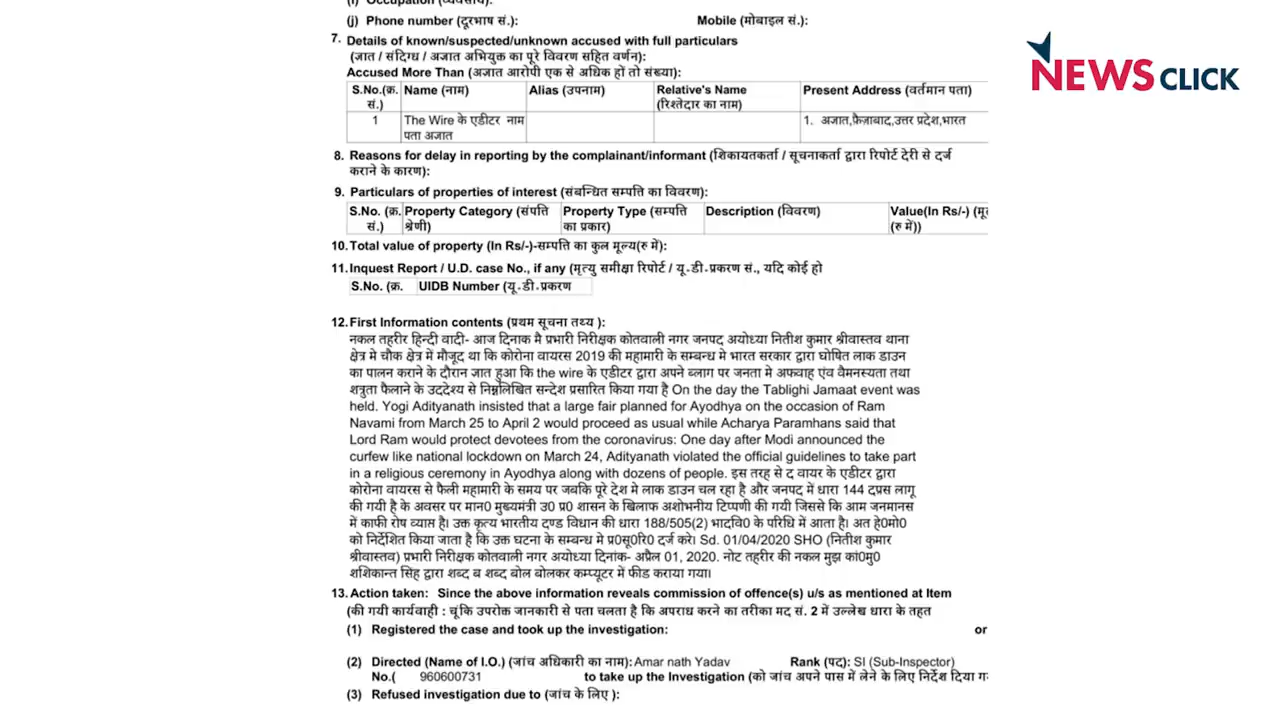 (i) Occupation (व्यवसाय):
(j) Phone number (दूरभाष सं.): Mobile (मोबाइल सं.):
7. Details of known/suspected/unknown accused with full particulars
(ज्ञात / संदिग्ध / अज्ञात अभियुक्त का पूरे विवरण सहित वर्णन):
Accused More Than (अज्ञात आरोपी एक से अधिक हों तो संख्या):
S.No.(क्र. सं.) Name (नाम) Alias (उपनाम) Relative's Name (रिश्तेदार का नाम) Present Address (वर्तमान पता)
1 The Wire के एडीटर नाम पता अज्ञात 1. अज्ञात,फ़ैज़ाबाद,उत्तर प्रदेश,भारत
8. Reasons for delay in reporting by the complainant/informant (शिकायतकर्ता / सूचनाकर्ता द्वारा रिपोर्ट देरी से दर्ज
कराने के कारण):
9. Particulars of properties of interest (संबन्धित सम्पत्ति का विवरण):
S.No. (क्र. सं.) Property Category (संपत्ति श्रेणी) Property Type (सम्पत्ति का प्रकार) Description (विवरण) Value(In Rs/-) (मू (रु में))
10. Total value of property (In Rs/-)-सम्पत्ति का कुल मूल्य(रु में):
11. Inquest Report / U.D. case No., if any (मृत्यु समीक्षा रिपोर्ट / यू.डी.प्रकरण सं., यदि कोई हो
S.No. (क्र. UIDB Number (यू.डी.प्रकरण
12. First Information contents (प्रथम सूचना तथ्य ):
नकल तहरीर हिन्दी वादी- आज दिनाक मै प्रभारी निरीक्षक कोतवाली नगर जनपद अयोध्या नितीश कुमार श्रीवास्तव थाना
क्षेत्र मे चौक क्षेत्र में मौजूद था कि कोरोना वायरस 2019 की महामारी के सम्बन्ध मे भारत सरकार द्वारा घोषित लाक डाउन
का पालन कराने के दौरान ज्ञात हुआ कि the wire के एडीटर द्वारा अपने ब्लाग पर जनता मे अफवाह एंव वैमनस्यता तथा
शत्रुता फैलाने के उददेश्य से निम्नलिखित सन्देश प्रसारित किया गया है On the day the Tablighi Jamaat event was
held. Yogi Adityanath insisted that a large fair planned for Ayodhya on the occasion of Ram
Navami from March 25 to April 2 would proceed as usual while Acharya Paramhans said that
Lord Ram would protect devotees from the coronavirus: One day after Modi announced the
curfew like national lockdown on March 24, Adityanath violated the official guidelines to take part
in a religious ceremony in Ayodhya along with dozens of people. इस तरह से द वायर के एडीटर द्वारा
कोरोना वायरस से फैली महामारी के समय पर जबकि पूरे देश मे लाक डाउन चल रहा है और जनपद में धारा 144 दप्रस लागू
की गयी है के अवसर पर मान0 मुख्यमंत्री उ0 प्र0 शासन के खिलाफ अशोभनीय टिप्पणी की गयी जिससे कि आम जनमानस
में काफी रोष व्याप्त है। उक्त कृत्य भारतीय दण्ड विधान की धारा 188/505(2) भादवि0 के परिधि में आता है। अत हे0मो0
को निर्देशित किया जाता है कि उक्त घटना के सम्बन्ध मे प्र0सू0रि0 दर्ज करे। Sd. 01/04/2020 SHO (नितीश कुमार
श्रीवास्तव) प्रभारी निरीक्षक कोतवाली नगर अयोध्या दिनांक- अप्रैल 01, 2020. नोट तहरीर की नकल मुझ कां0मु0
शशिकान्त सिंह द्वारा शब्द ब शब्द बोल बोलकर कम्प्यूटर में फीड कराया गया।
13. Action taken: Since the above information reveals commission of offence(s) u/s as mentioned at Item
(की गयी कार्यवाही : चूंकि उपरोक्त जानकारी से पता चलता है कि अपराध करने का तरीका मद सं. 2 में उल्लेख धारा के तहत
(1) Registered the case and took up the investigation: or
(2) Directed (Name of I.O.) (जांच अधिकारी का नाम): Amar nath Yadav Rank (पद): SI (Sub-Inspector)
No.( 960600731 to take up the Investigation (को जांच अपने पास में लेने के लिए निर्देश दिया
(3) Refused investigation due to (जांच के लिए ):
NEWS CLICK